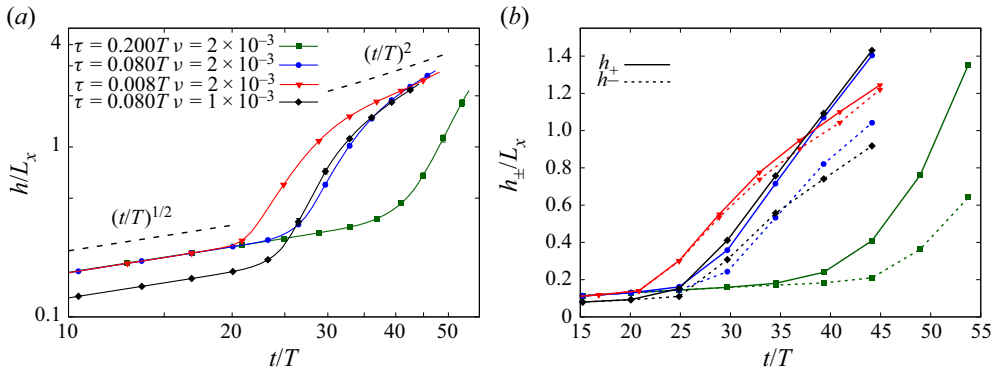 (a)
τ = 0.200T ν = 2 × 10⁻³
τ = 0.080T ν = 2 × 10⁻³
τ = 0.008T ν = 2 × 10⁻³
τ = 0.080T ν = 1 × 10⁻³
(t/T)²
(t/T)^{1/2}
h/Lₓ
4
1
0.1
10 20 30 40 50
t/T
(b)
h₊
h₋
h±/Lₓ
1.4
1.2
1.0
0.8
0.6
0.4
0.2
0
15 20 25 30 35 40 45 50 55
t/T